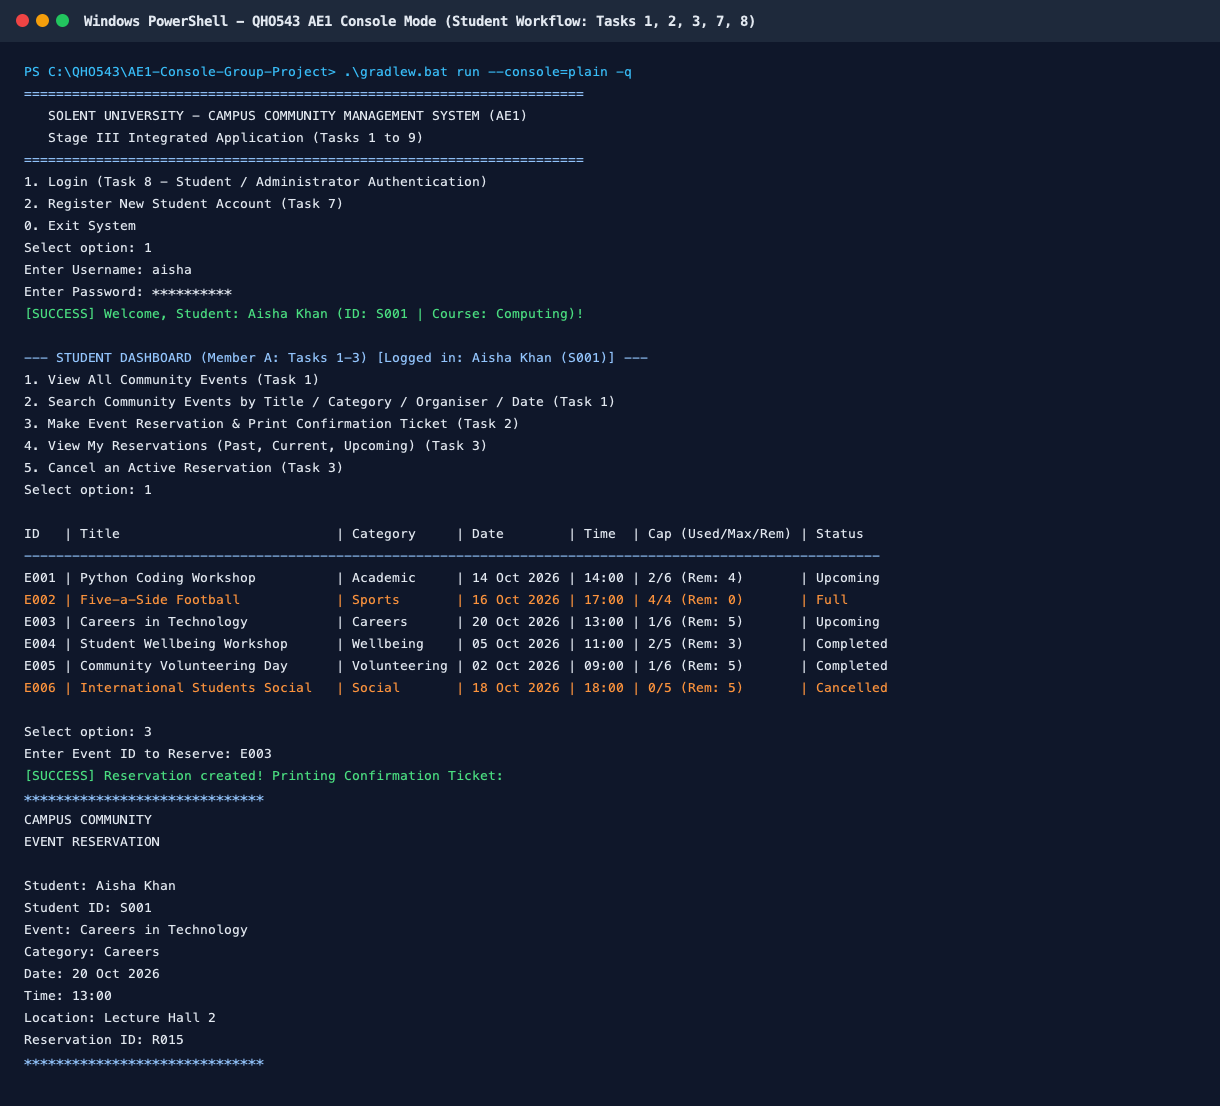 Windows PowerShell — QHO543 AE1 Console Mode (Student Workflow: Tasks 1, 2, 3, 7, 8)
PS C:\QHO543\AE1-Console-Group-Project> .\gradlew.bat run --console=plain -q
======================================================================
   SOLENT UNIVERSITY — CAMPUS COMMUNITY MANAGEMENT SYSTEM (AE1)
   Stage III Integrated Application (Tasks 1 to 9)
======================================================================
1. Login (Task 8 — Student / Administrator Authentication)
2. Register New Student Account (Task 7)
0. Exit System
Select option: 1
Enter Username: aisha
Enter Password: **********
[SUCCESS] Welcome, Student: Aisha Khan (ID: S001 | Course: Computing)!
--- STUDENT DASHBOARD (Member A: Tasks 1-3) [Logged in: Aisha Khan (S001)] ---
1. View All Community Events (Task 1)
2. Search Community Events by Title / Category / Organiser / Date (Task 1)
3. Make Event Reservation & Print Confirmation Ticket (Task 2)
4. View My Reservations (Past, Current, Upcoming) (Task 3)
5. Cancel an Active Reservation (Task 3)
Select option: 1
ID   | Title                           | Category     | Date        | Time  | Cap (Used/Max/Rem) | Status
-----------------------------------------------------------------------------------------------------------
E001 | Python Coding Workshop          | Academic     | 14 Oct 2026 | 14:00 | 2/6 (Rem: 4)       | Upcoming
E002 | Five-a-Side Football            | Sports       | 16 Oct 2026 | 17:00 | 4/4 (Rem: 0)       | Full
E003 | Careers in Technology           | Careers      | 20 Oct 2026 | 13:00 | 1/6 (Rem: 5)       | Upcoming
E004 | Student Wellbeing Workshop      | Wellbeing    | 05 Oct 2026 | 11:00 | 2/5 (Rem: 3)       | Completed
E005 | Community Volunteering Day      | Volunteering | 02 Oct 2026 | 09:00 | 1/6 (Rem: 5)       | Completed
E006 | International Students Social   | Social       | 18 Oct 2026 | 18:00 | 0/5 (Rem: 5)       | Cancelled
Select option: 3
Enter Event ID to Reserve: E003
[SUCCESS] Reservation created! Printing Confirmation Ticket:
******************************
CAMPUS COMMUNITY
EVENT RESERVATION
Student: Aisha Khan
Student ID: S001
Event: Careers in Technology
Category: Careers
Date: 20 Oct 2026
Time: 13:00
Location: Lecture Hall 2
Reservation ID: R015
******************************